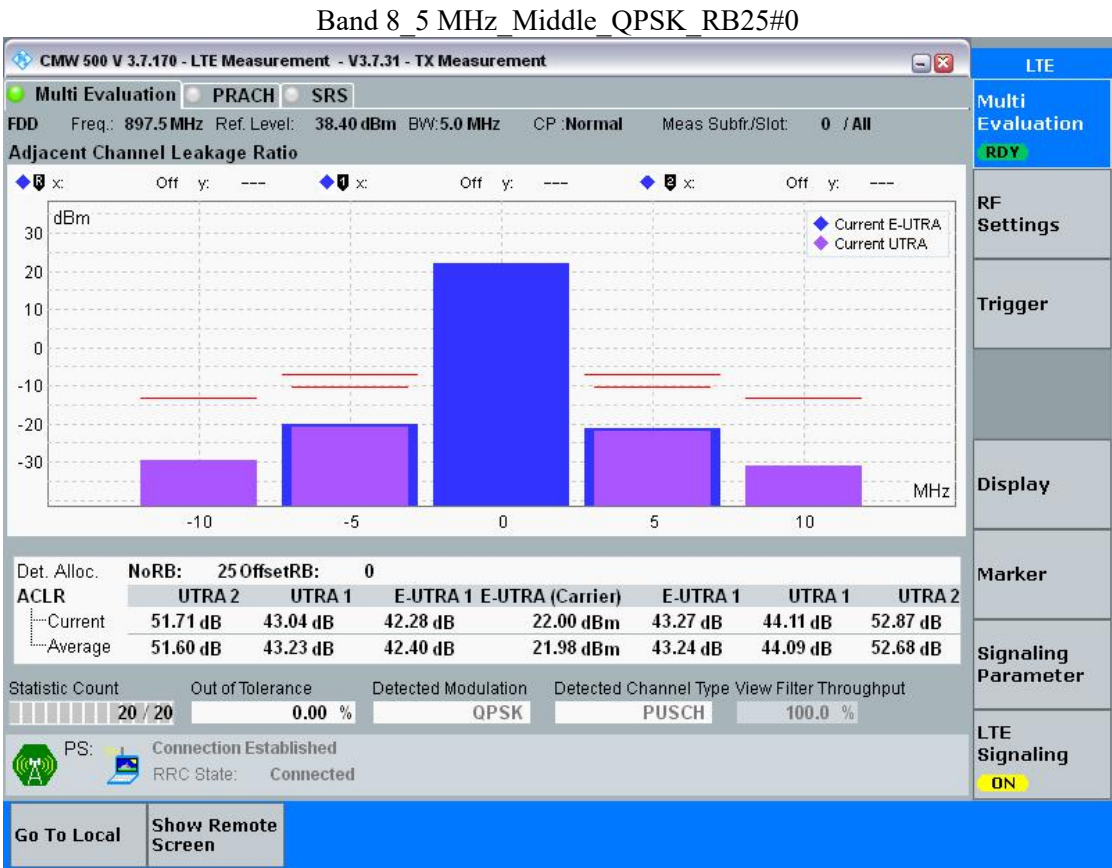 Band 8_5 MHz_Middle_QPSK_RB25#0
CMW 500 V 3.7.170 - LTE Measurement - V3.7.31 - TX Measurement
LTE
Multi Evaluation PRACH SRS
Multi
Evaluation
RDY
FDD Freq.: 897.5 MHz Ref. Level: 38.40 dBm BW: 5.0 MHz CP : Normal Meas Subfr./Slot: 0 / All
Adjacent Channel Leakage Ratio
R x: Off y: --- 1 x: Off y: --- 2 x: Off y: ---
dBm
Current E-UTRA
Current UTRA
30
20
10
0
-10
-20
-30
MHz
-10 -5 0 5 10
RF
Settings
Trigger
Display
Marker
Signaling
Parameter
LTE
Signaling
ON
Det. Alloc. NoRB: 25 OffsetRB: 0
ACLR UTRA 2 UTRA 1 E-UTRA 1 E-UTRA (Carrier) E-UTRA 1 UTRA 1 UTRA 2
Current 51.71 dB 43.04 dB 42.28 dB 22.00 dBm 43.27 dB 44.11 dB 52.87 dB
Average 51.60 dB 43.23 dB 42.40 dB 21.98 dBm 43.24 dB 44.09 dB 52.68 dB
Statistic Count Out of Tolerance Detected Modulation Detected Channel Type View Filter Throughput
20 / 20 0.00 % QPSK PUSCH 100.0 %
PS: Connection Established
RRC State: Connected
Go To Local
Show Remote
Screen